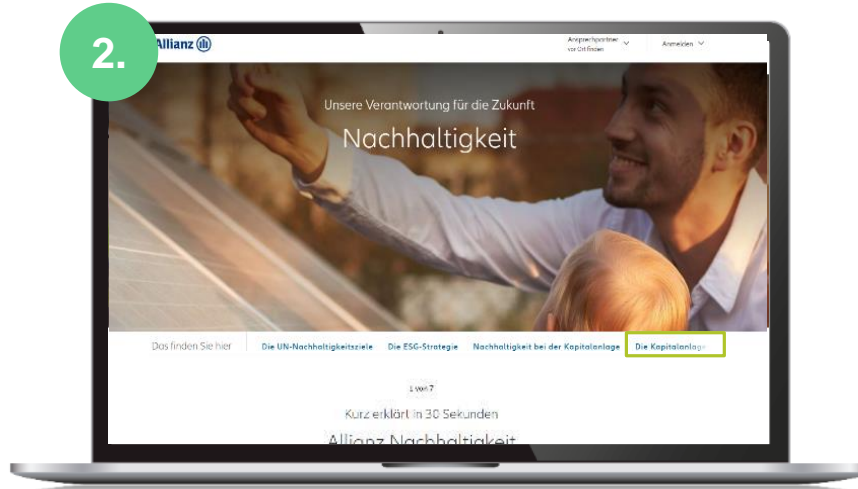 2.
Allianz
Ansprechpartner
vor Ort finden
Anmelden
Unsere Verantwortung für die Zukunft
Nachhaltigkeit
Das finden Sie hier
Die UN-Nachhaltigkeitsziele
Die ESG-Strategie
Nachhaltigkeit bei der Kapitalanlage
Die Kapitalanlage
1 von 7
Kurz erklärt in 30 Sekunden
Allianz Nachhaltigkeit